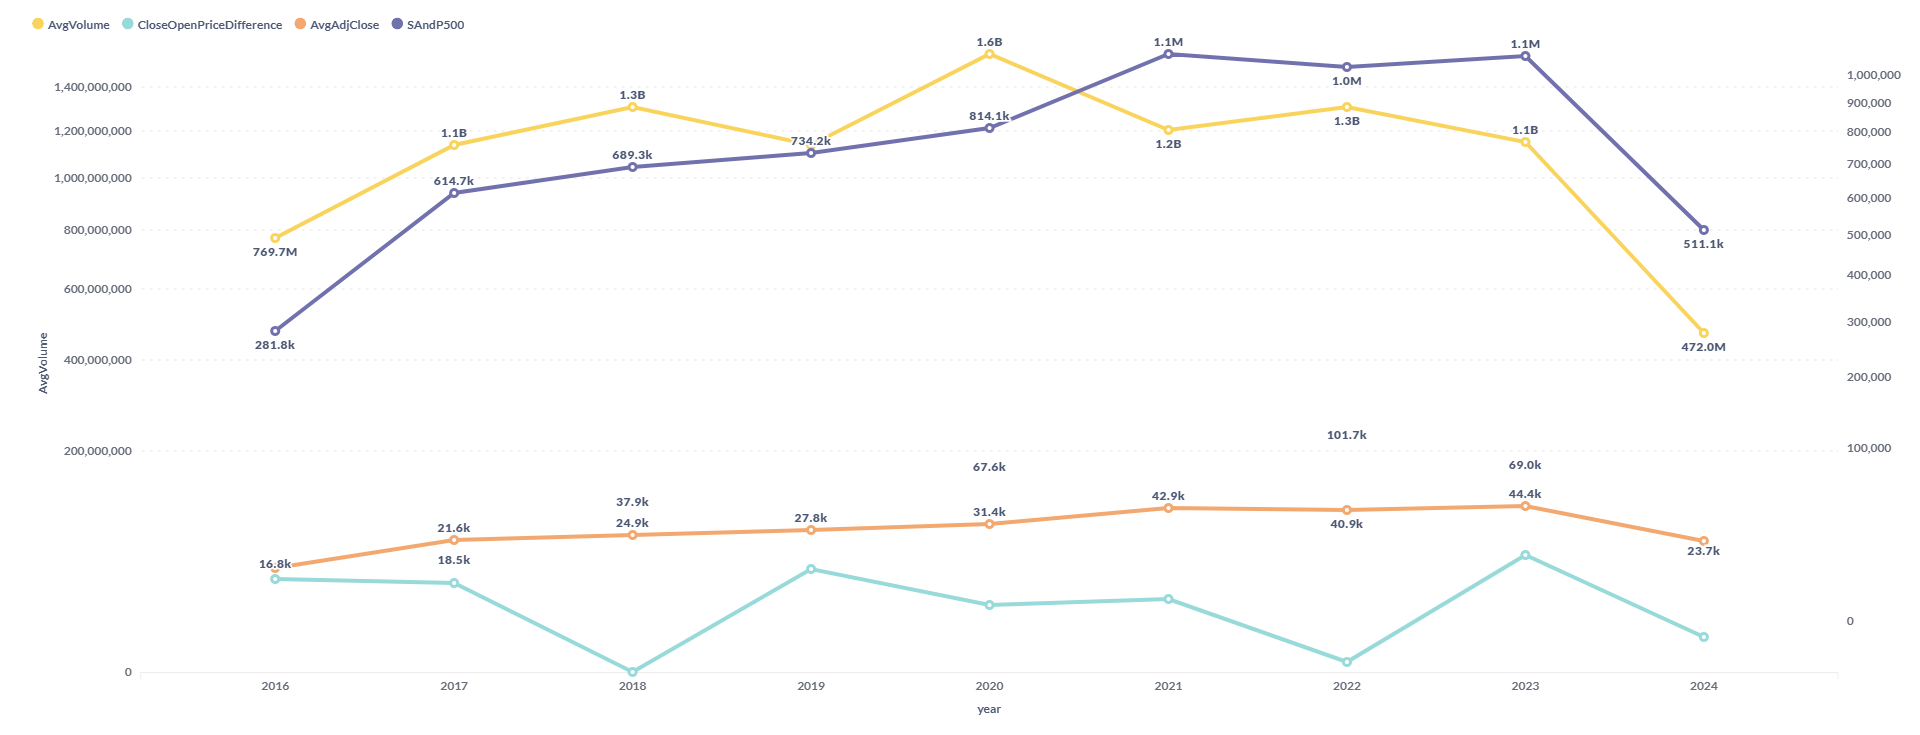 AvgVolume CloseOpenPriceDifference AvgAdjClose SAndP500
1.6B 1.1M 1.1M
1,400,000,000 1.3B 1.0M 1,000,000
900,000
1,200,000,000 1.1B 734.2k 814.1k 1.2B 1.3B 1.1B 800,000
689.3k 700,000
1,000,000,000 614.7k 600,000
800,000,000 769.7M 511.1k 500,000
600,000,000 400,000
281.8k 472.0M 300,000
AvgVolume
400,000,000 200,000
200,000,000 101.7k 100,000
67.6k 69.0k
37.9k 42.9k 44.4k
21.6k 24.9k 27.8k 31.4k 40.9k
16.8k 18.5k 23.7k
0
0
2016 2017 2018 2019 2020 2021 2022 2023 2024
year